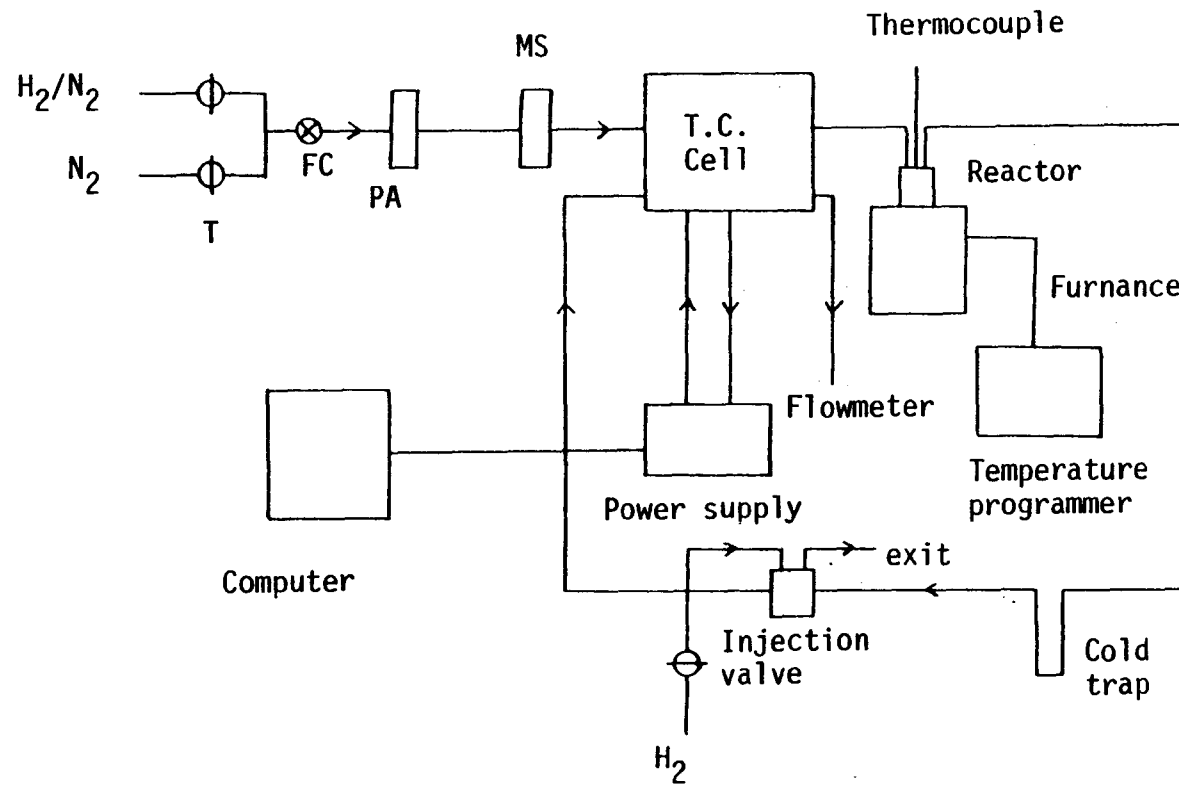 Thermocouple
MS
H2/N2
T.C.
Cell
FC
N2
PA
Reactor
T
Furnance
Flowmeter
Temperature
programmer
Power supply
exit
Computer
Injection
valve
Cold
trap
H2